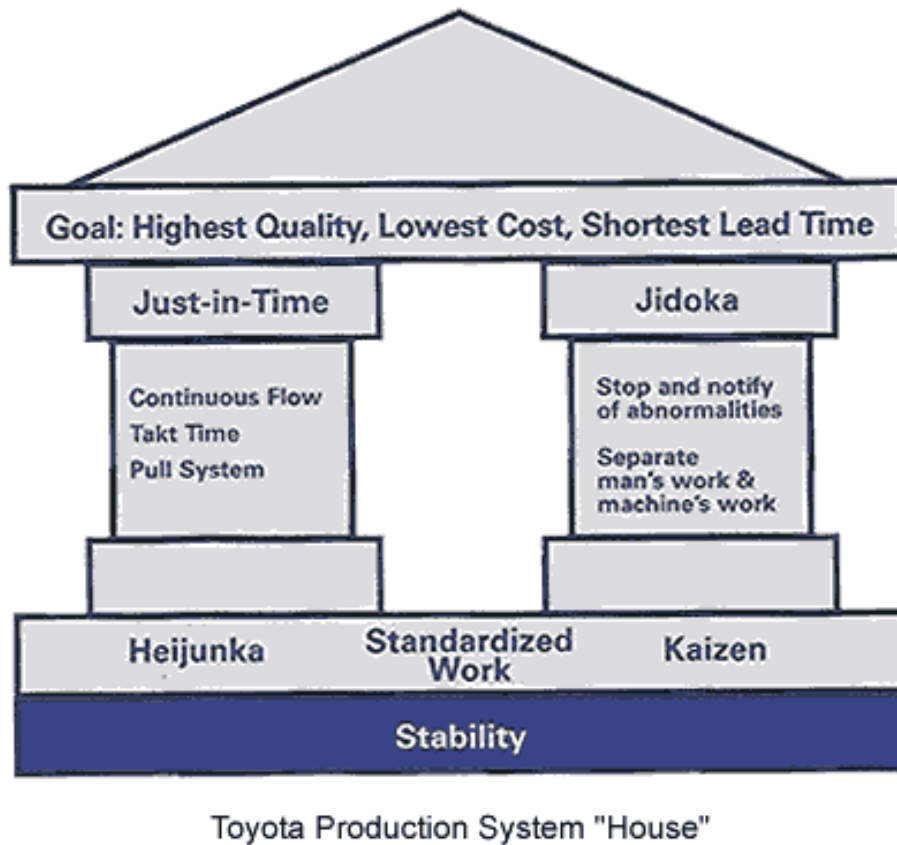 Goal: Highest Quality, Lowest Cost, Shortest Lead Time
Just-in-Time
Continuous Flow
Takt Time
Pull System
Jidoka
Stop and notify
of abnormalities
Separate
man's work &
machine's work
Heijunka
Standardized
Work
Kaizen
Stability
Toyota Production System "House"